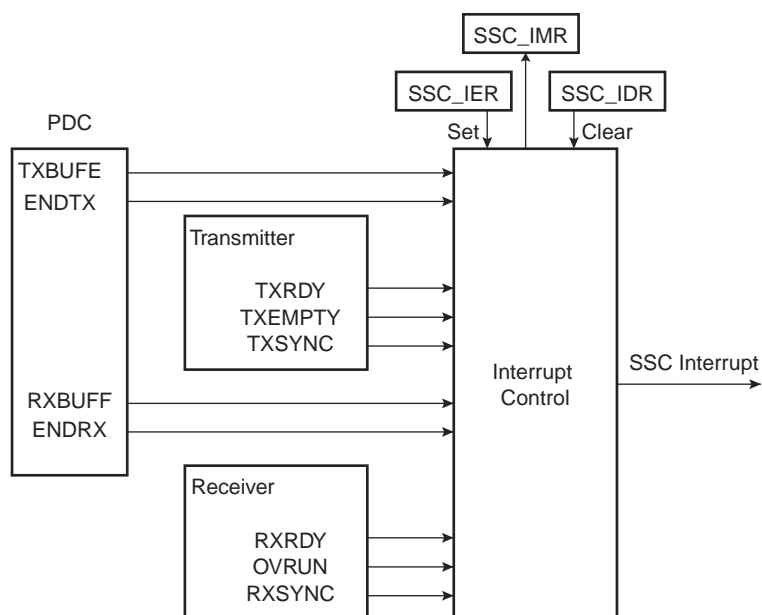 SSC_IMR
SSC_IER
SSC_IDR
PDC
Set
Clear
TXBUFE
ENDTX
Transmitter
TXRDY
TXEMPTY
TXSYNC
RXBUFF
ENDRX
Interrupt
Control
SSC Interrupt
Receiver
RXRDY
OVRUN
RXSYNC